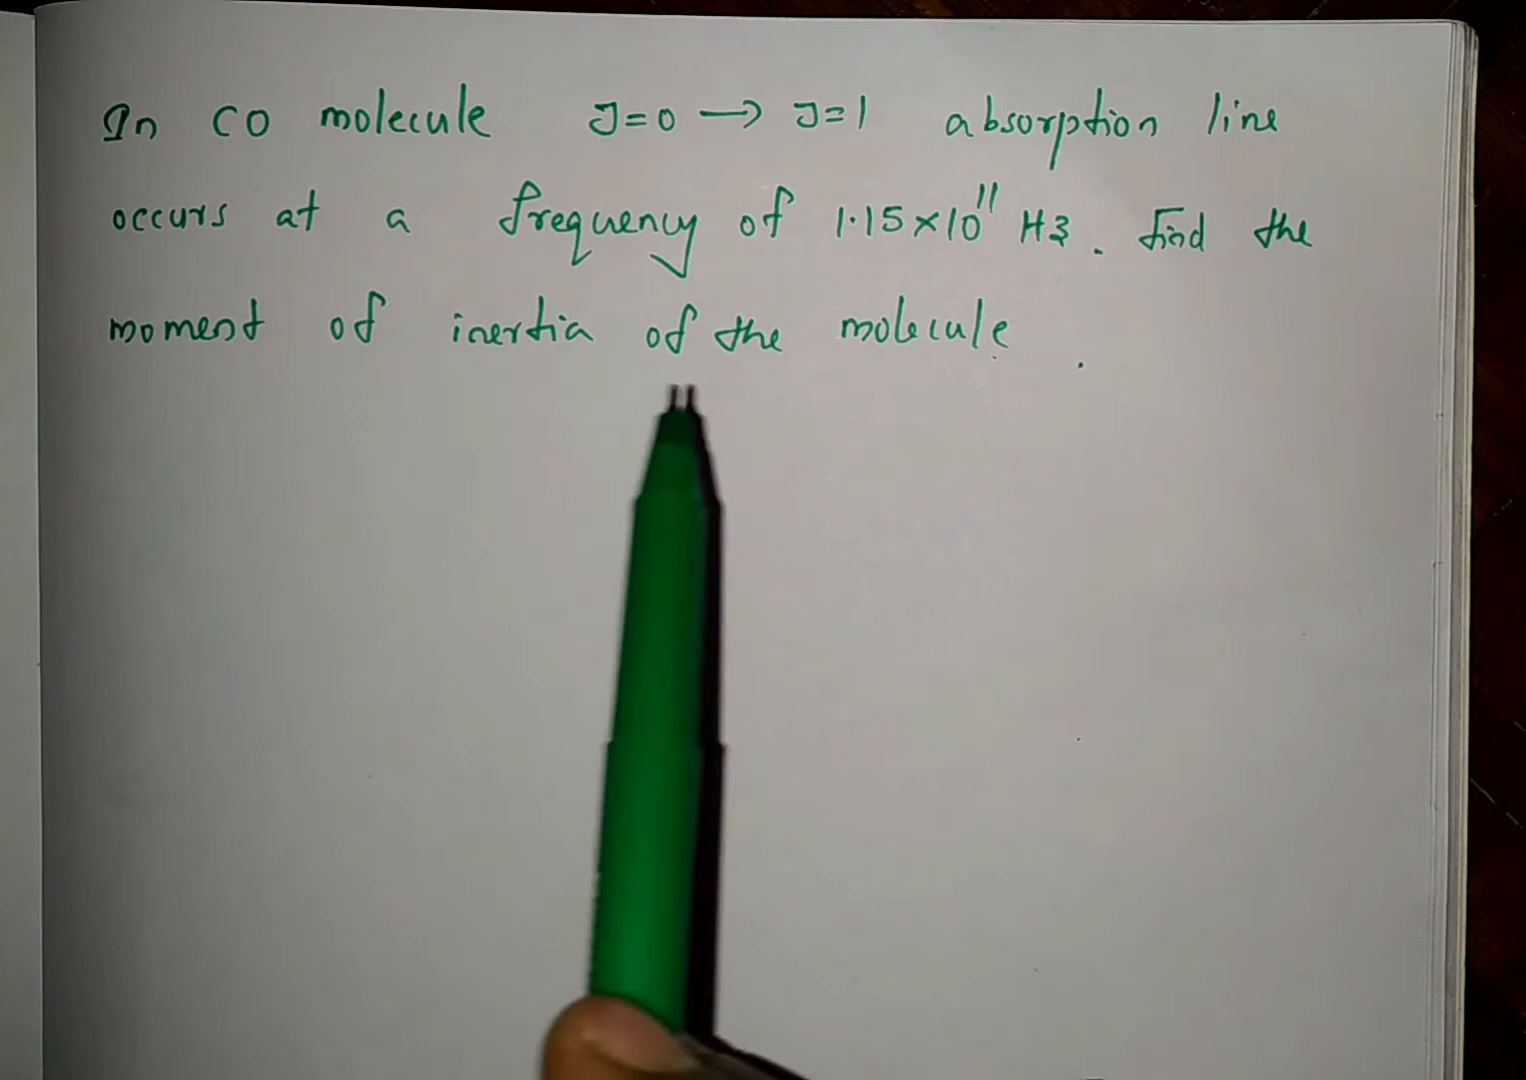 In CO molecule J=0 → J=1 absorption line
occurs at a frequency of 1.15×10¹¹ Hz. Find the
moment of inertia of the molecule.